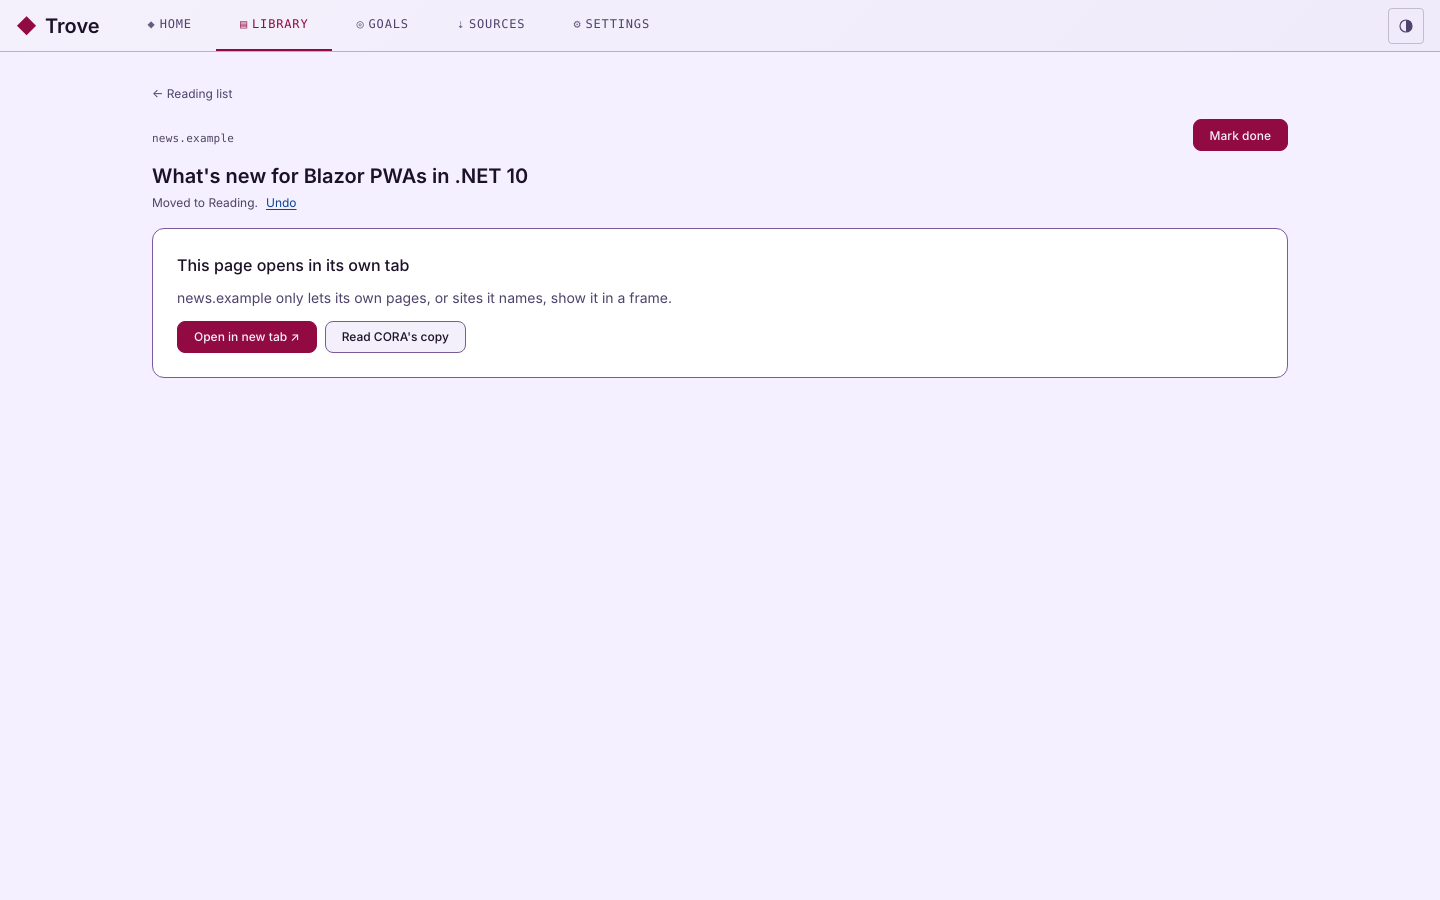 Trove
◆ HOME
▤ LIBRARY
◎ GOALS
↓ SOURCES
⚙ SETTINGS
← Reading list
news.example
Mark done
What's new for Blazor PWAs in .NET 10
Moved to Reading. Undo
This page opens in its own tab
news.example only lets its own pages, or sites it names, show it in a frame.
Open in new tab ↗
Read CORA's copy